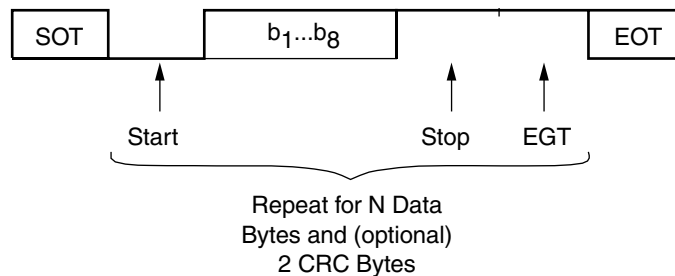 SOT
b1...b8
EOT
Start
Stop
EGT
Repeat for N Data
Bytes and (optional)
2 CRC Bytes